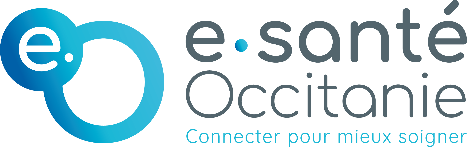 e.
e•santé
Occitanie
Connecter pour mieux soigner